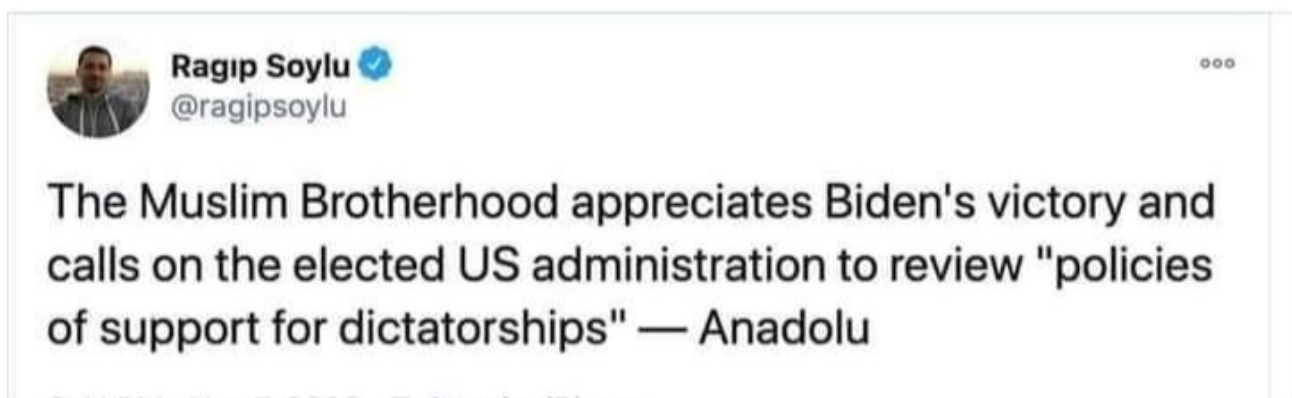 Ragıp Soylu
@ragipsoylu
The Muslim Brotherhood appreciates Biden's victory and
calls on the elected US administration to review "policies
of support for dictatorships" — Anadolu